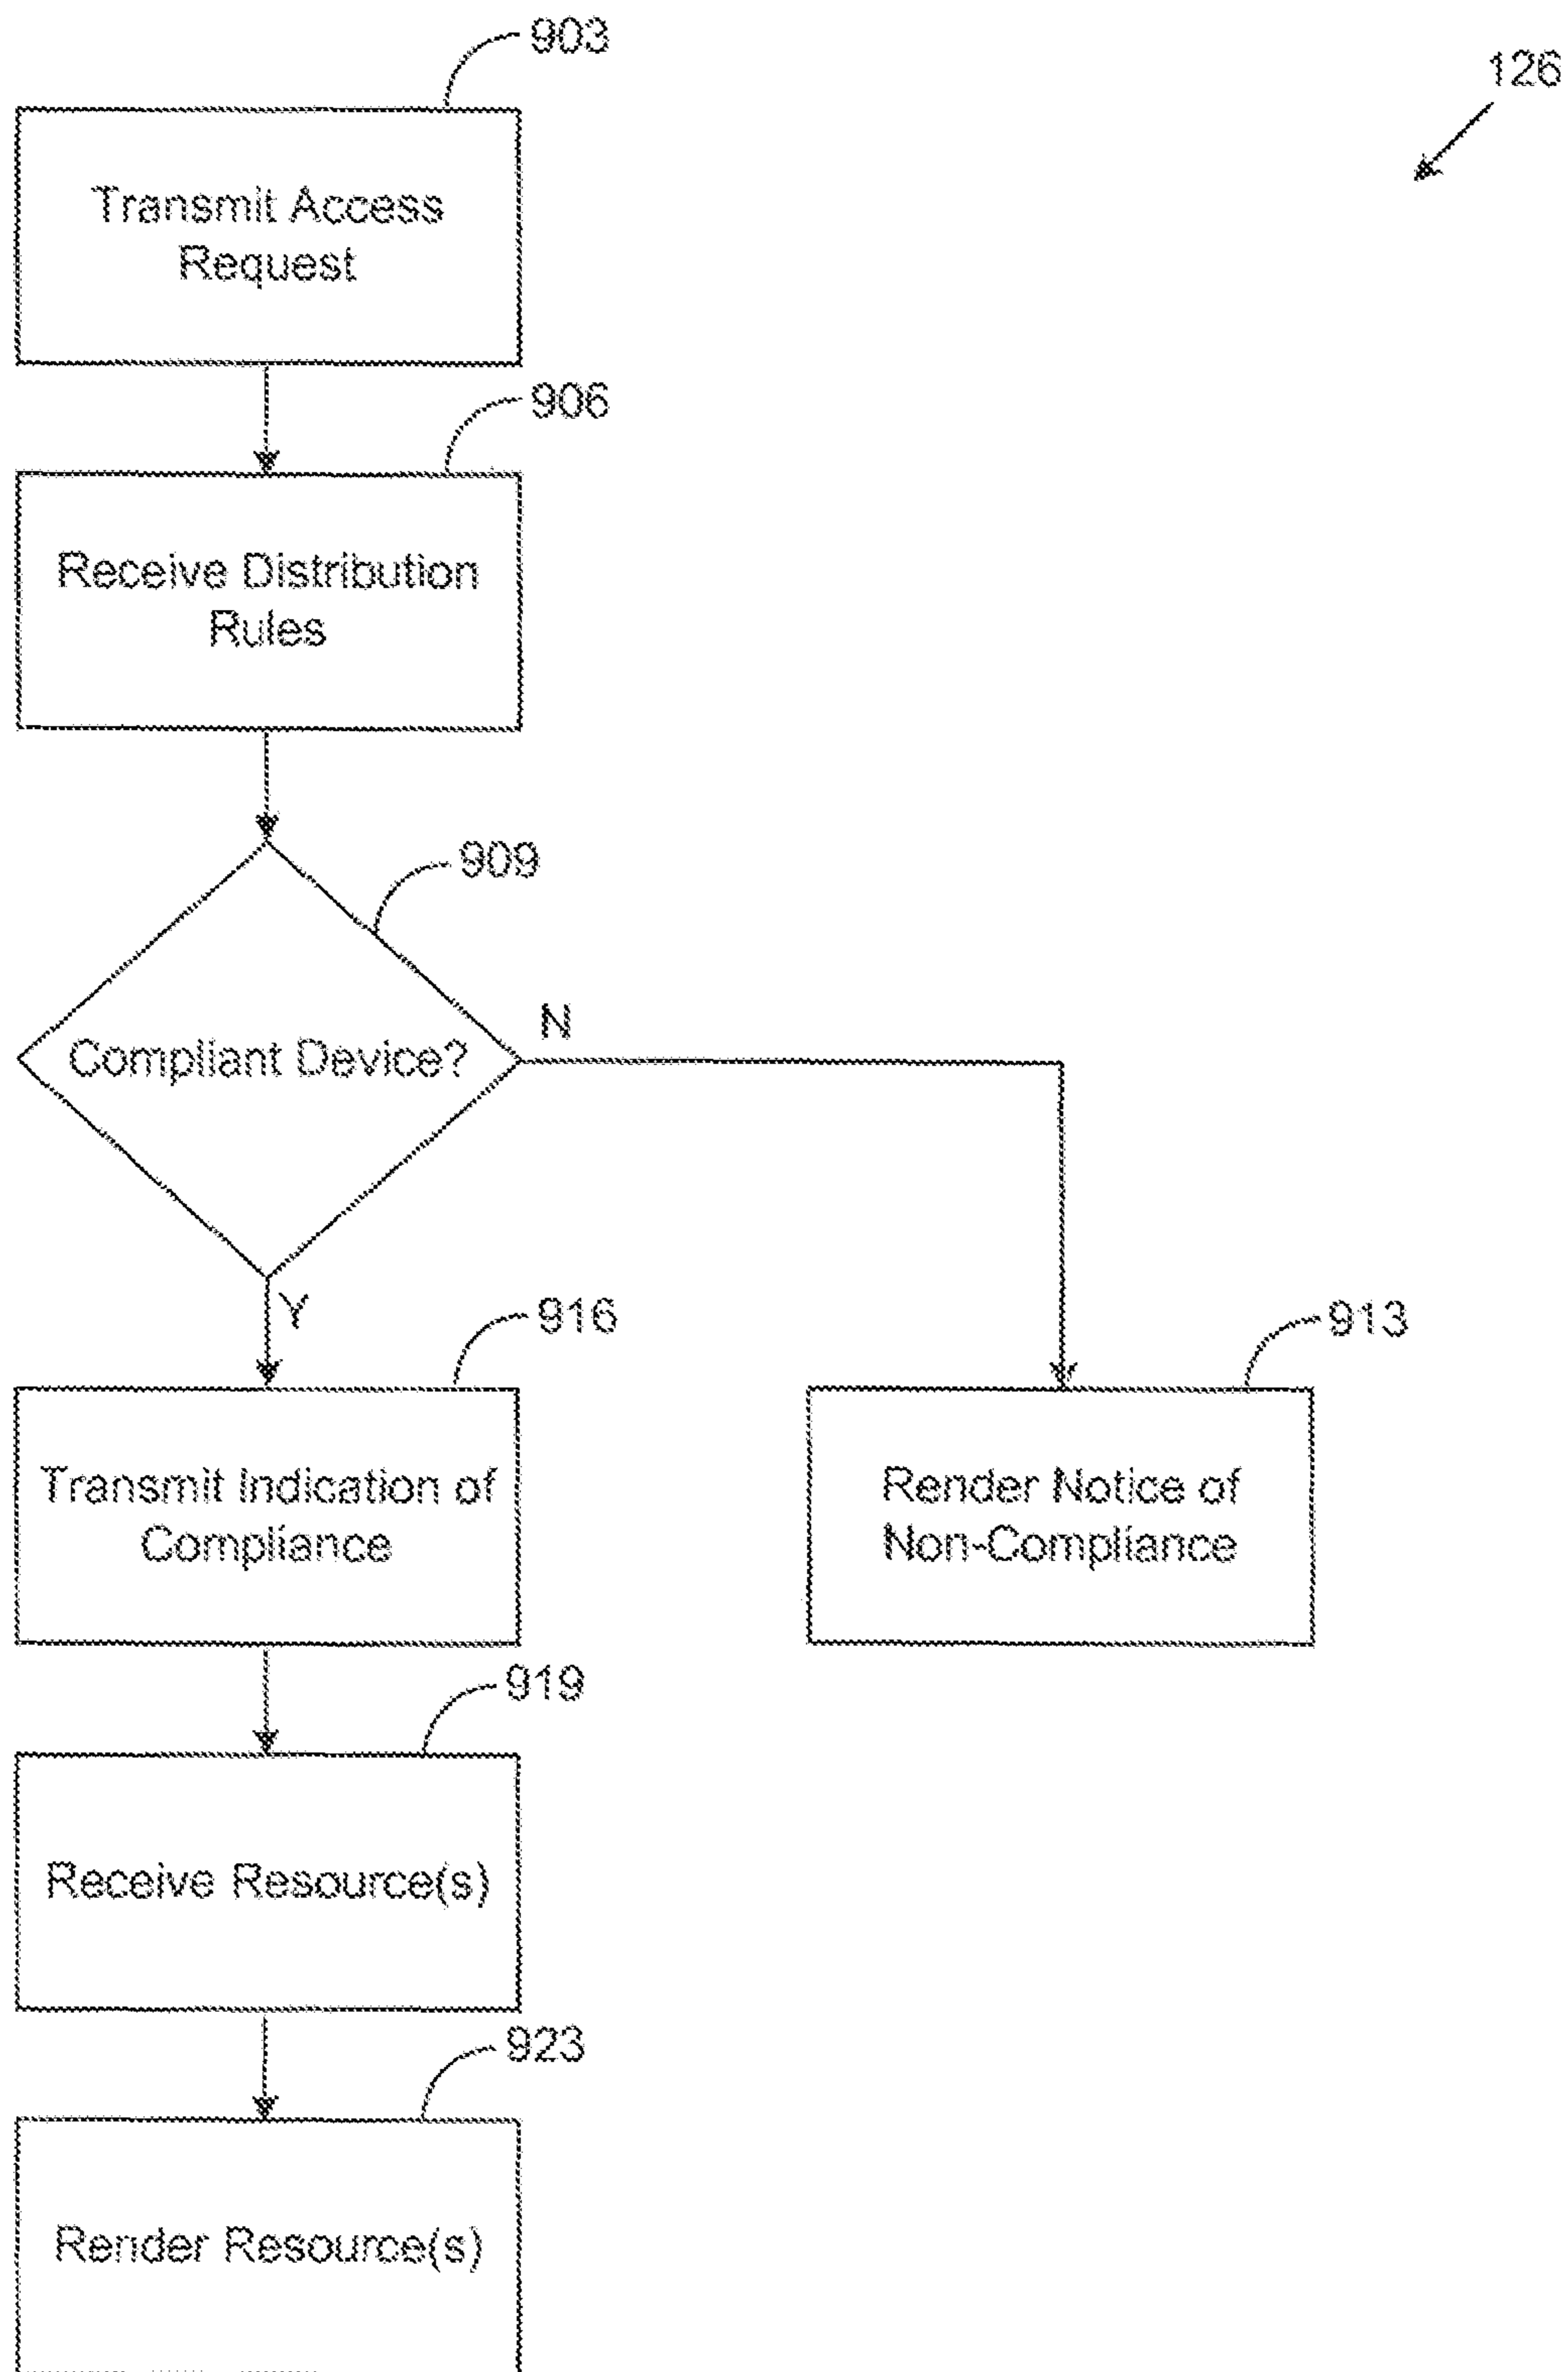 903
126
Transmit Access
Request
906
Receive Distribution
Rules
909
Compliant Device?
N
Y
916
913
Transmit Indication of
Compliance
Render Notice of
Non-Compliance
919
Receive Resource(s)
923
Render Resource(s)